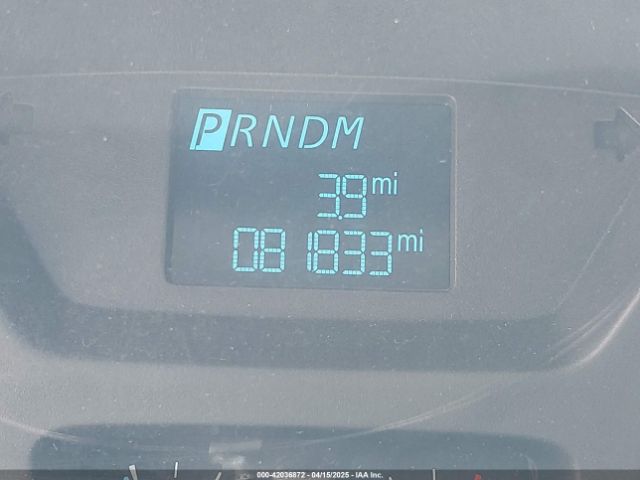 PRNDM
3.9 mi
081833 mi
000-42036872 - 04/15/2025 - IAA Inc.